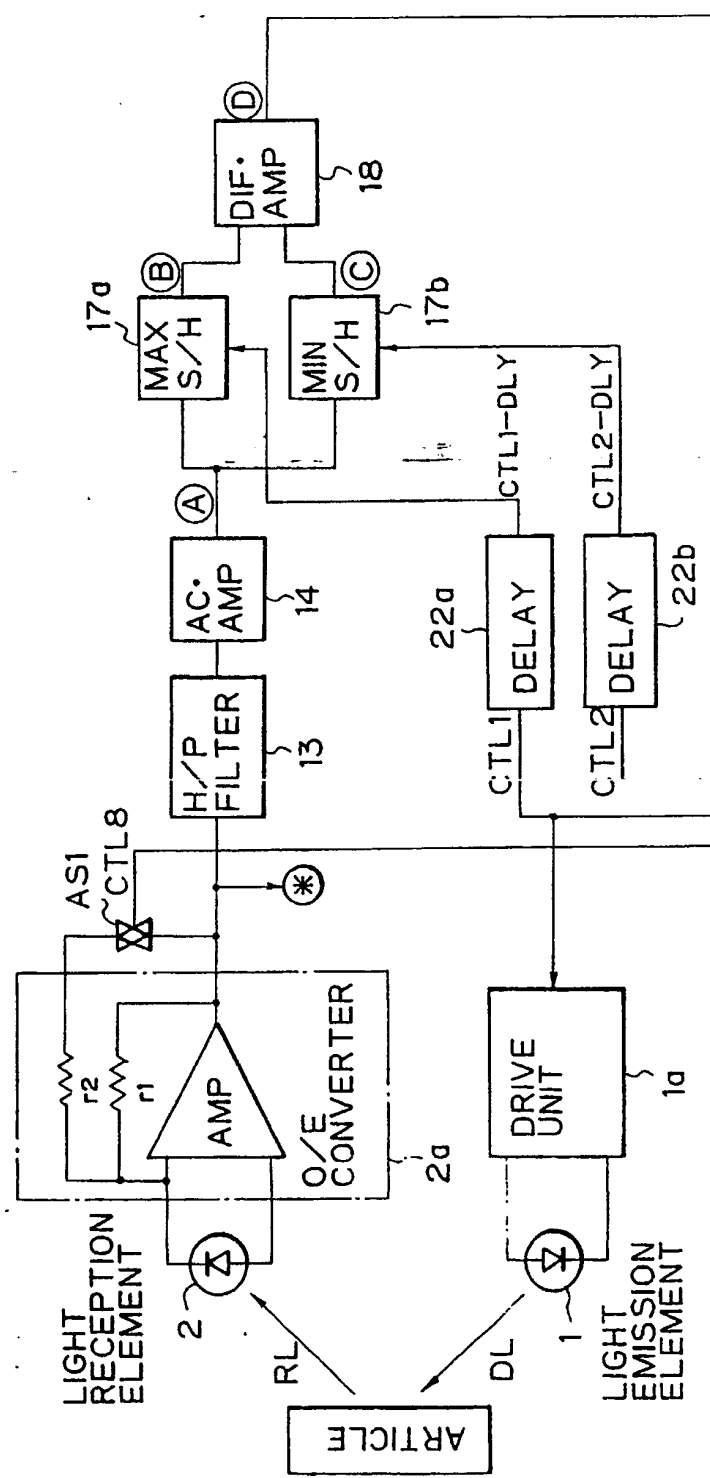 LIGHT
RECEPTION
ELEMENT
2
RL
ARTICLE
DL
1
LIGHT
EMISSION
ELEMENT
r2
r1
AMP
O/E
CONVERTER
2a
AS1
CTL8
*
DRIVE
UNIT
1a
H/P
FILTER
13
AC·
AMP
14
A
MAX
S/H
17a
B
MIN
S/H
17b
C
DIF·
AMP
18
D
CTL1
DELAY
22a
CTL1-DLY
CTL2
DELAY
22b
CTL2-DLY